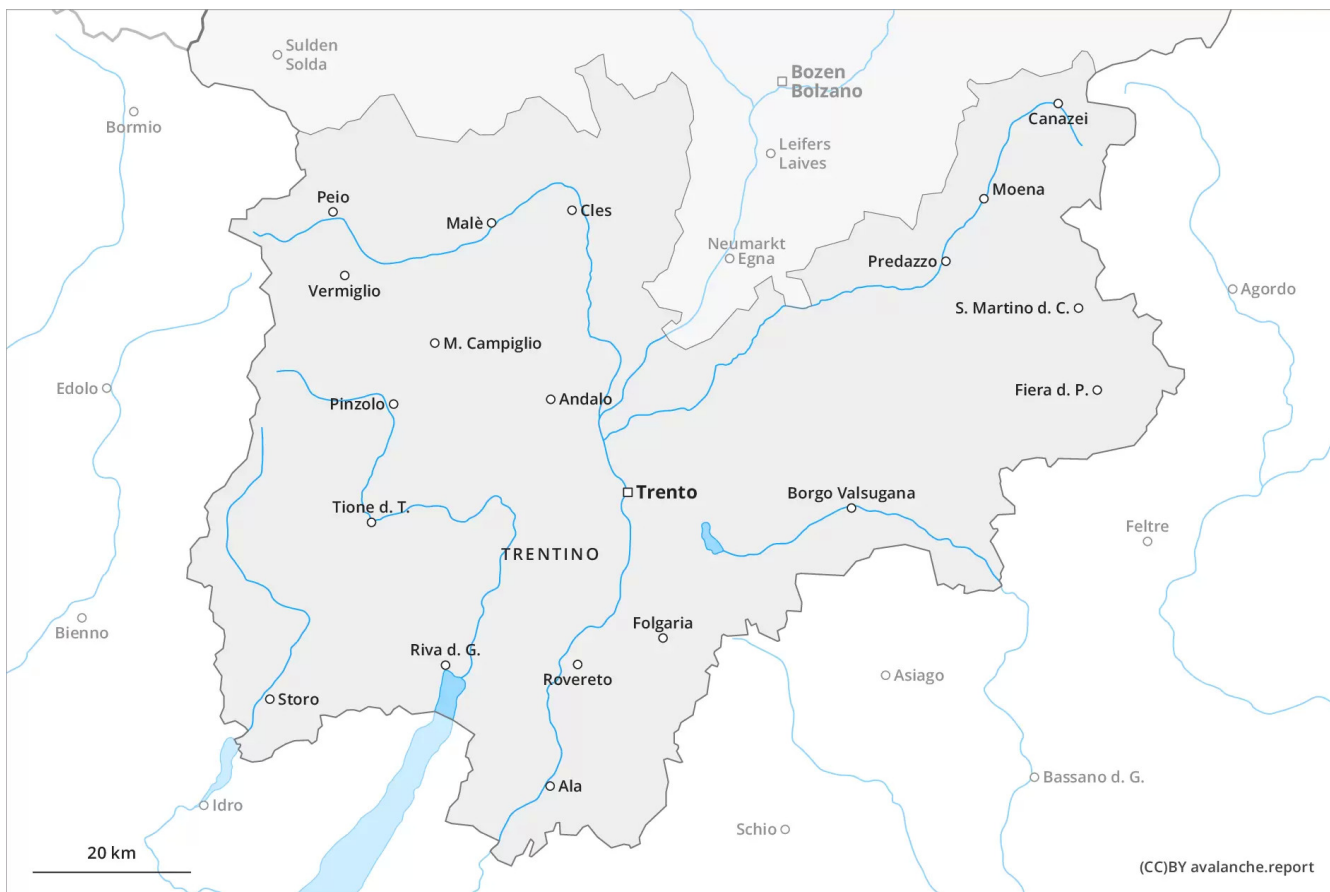 Sulden
Solda
Bozen
Bolzano
Bormio
Canazei
Leifers
Laives
Peio
Moena
Malè
Cles
Neumarkt
Egna
Predazzo
Vermiglio
Agordo
S. Martino d. C.
M. Campiglio
Edolo
Fiera d. P.
Pinzolo
Andalo
Trento
Borgo Valsugana
Tione d. T.
Feltre
TRENTINO
Bienno
Folgaria
Riva d. G.
Rovereto
Asiago
Storo
Bassano d. G.
Ala
Idro
Schio
20 km
(CC)BY avalanche.report